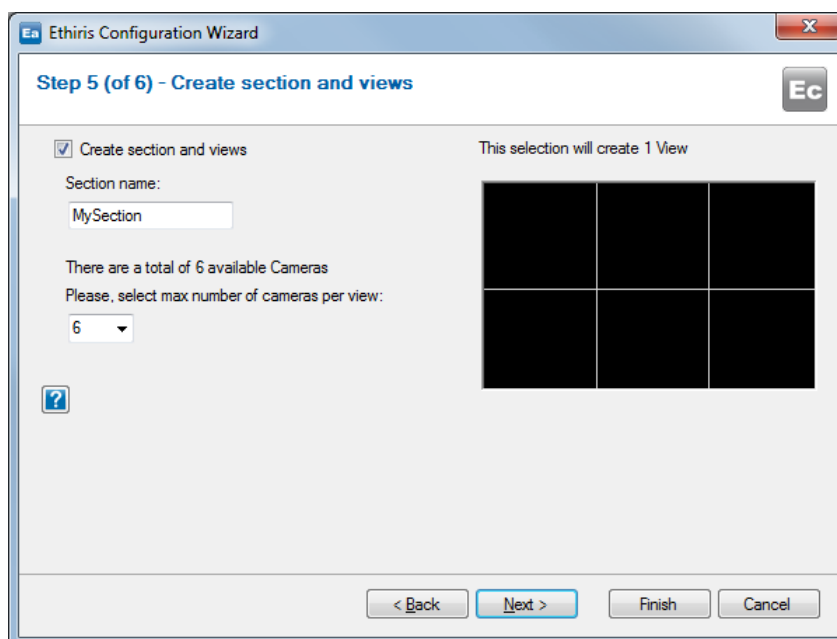 Ea Ethiris Configuration Wizard
Step 5 (of 6) - Create section and views
Ec
Create section and views
This selection will create 1 View
Section name:
MySection
There are a total of 6 available Cameras
Please, select max number of cameras per view:
6
?
< Back
Next >
Finish
Cancel